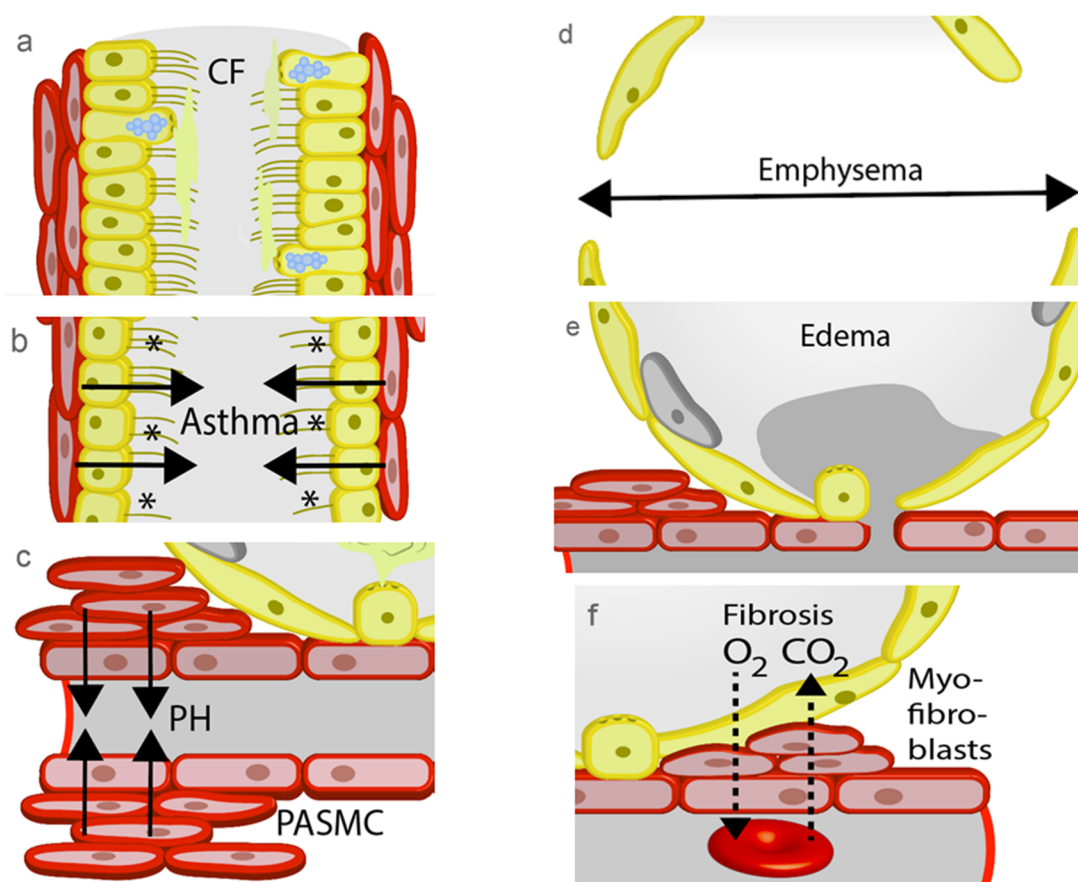 a
CF
b
* *
Asthma
* *
* *
c
PH
PASMC
d
Emphysema
e
Edema
f
Fibrosis
O2 CO2
Myo-
fibro-
blasts